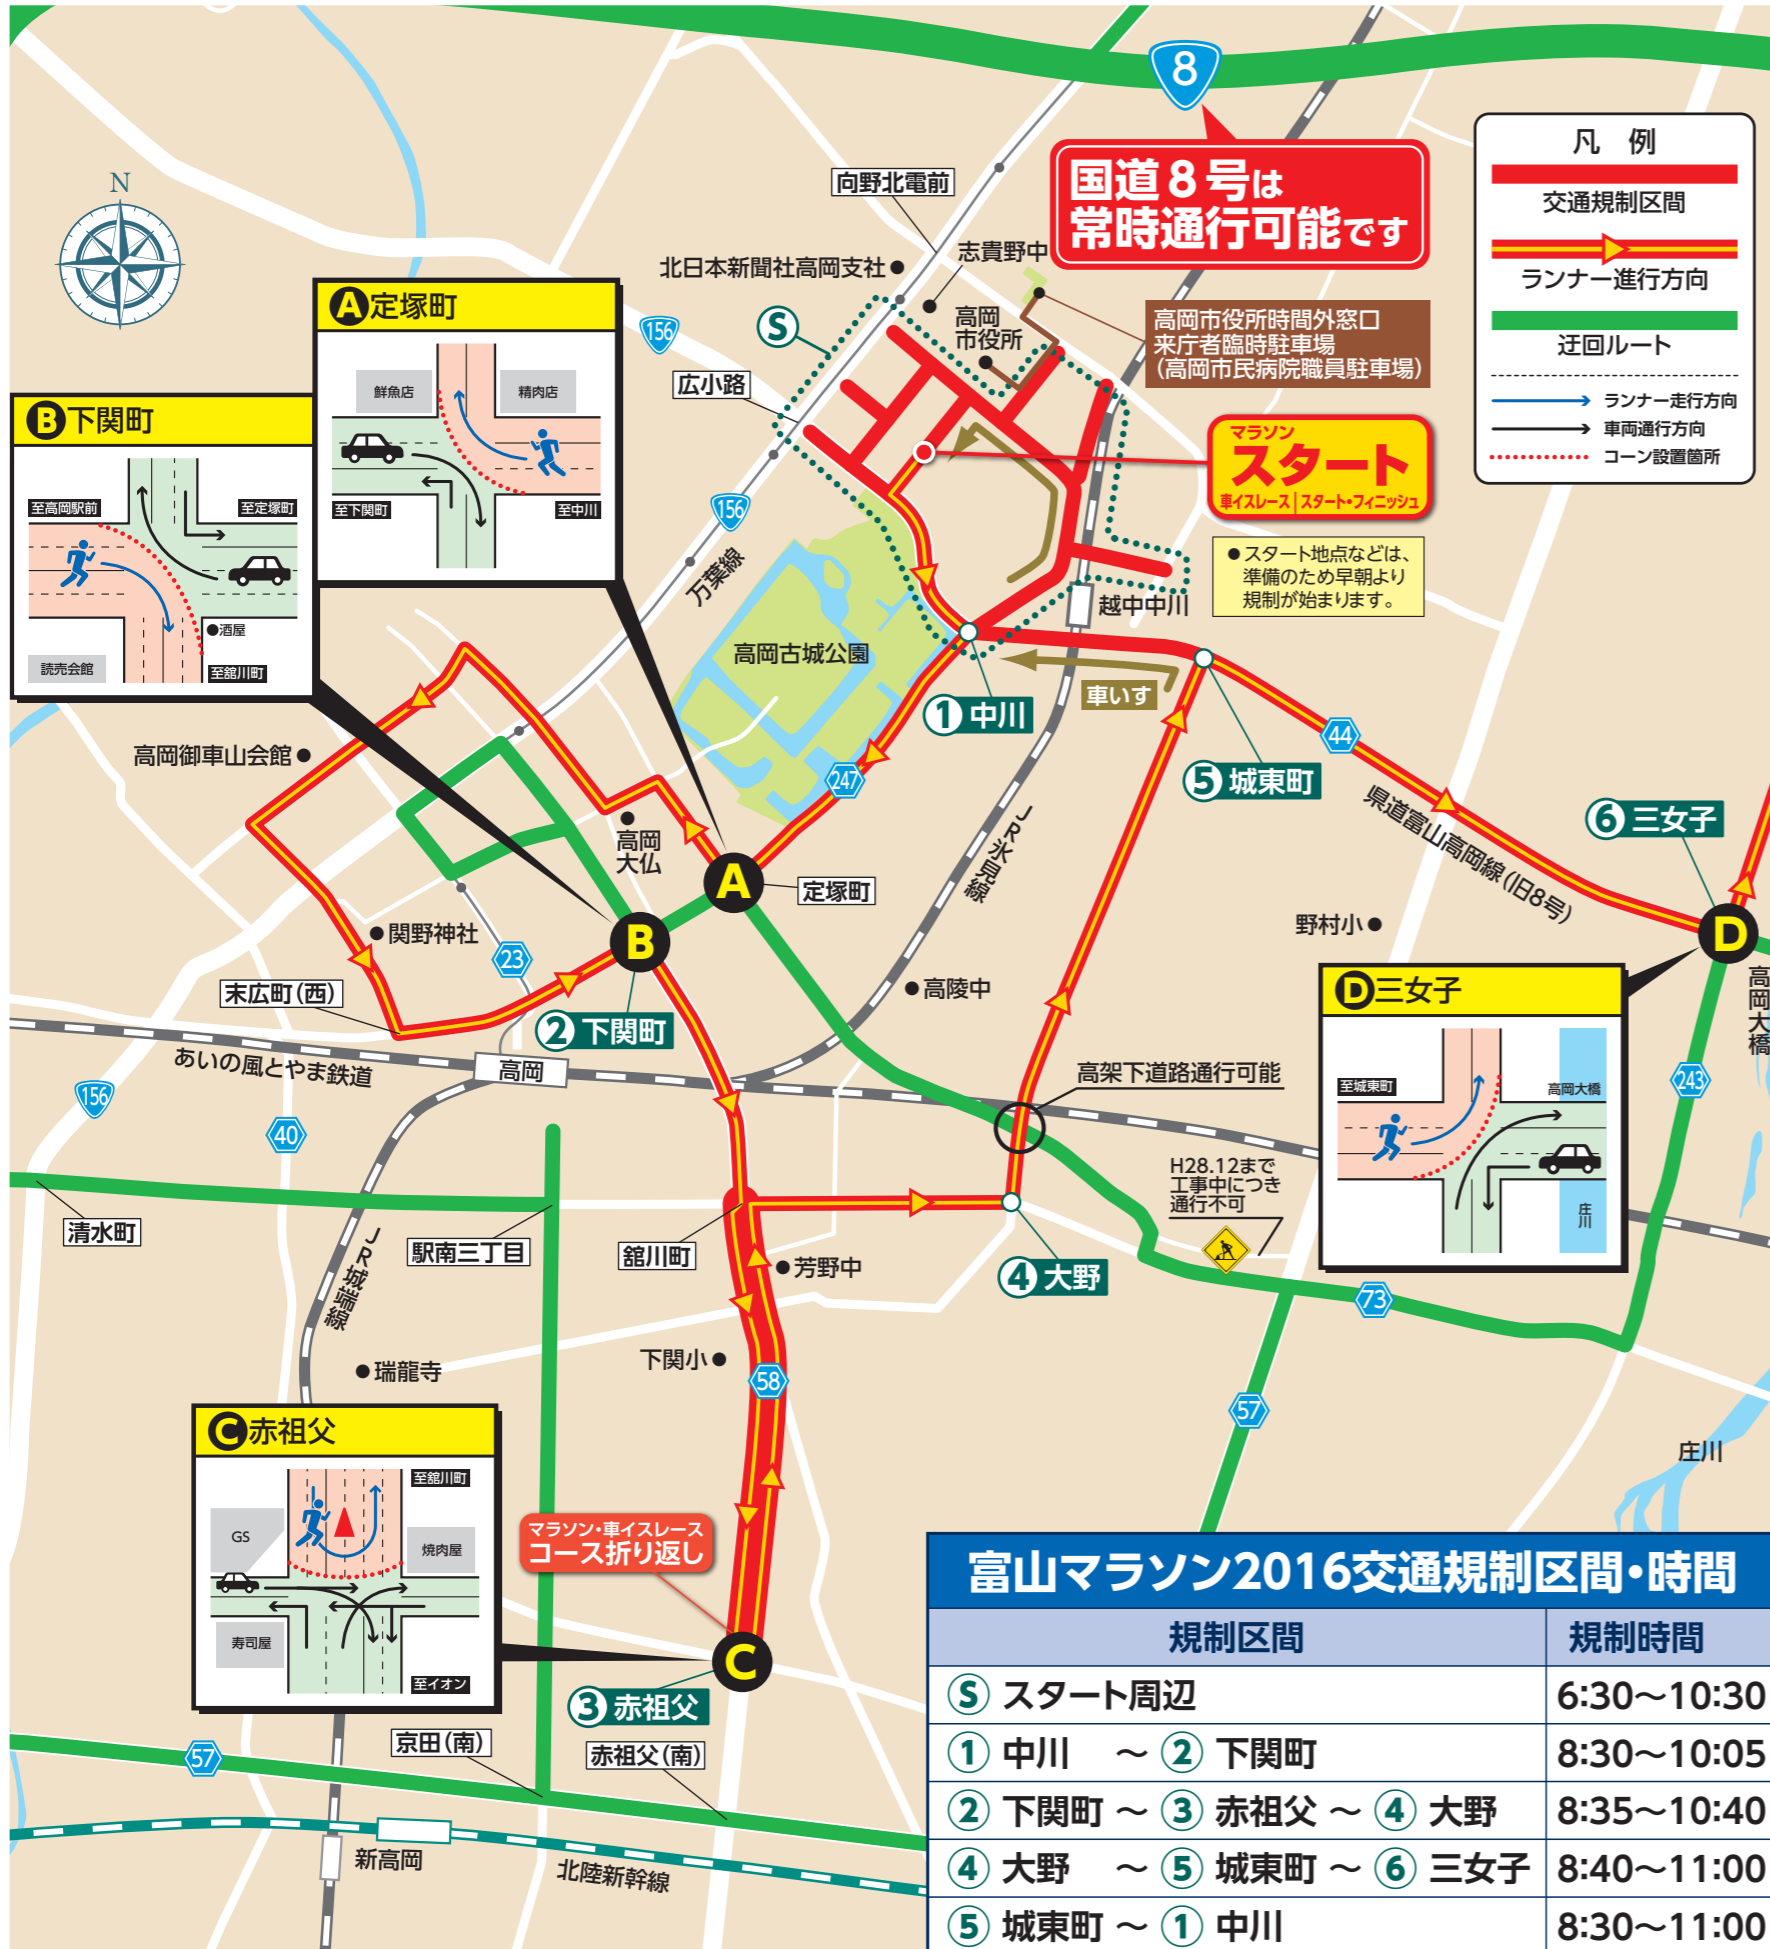 8
国道8号は
常時通行可能です
凡 例
交通規制区間
ランナー進行方向
迂回ルート
ランナー走行方向
車両通行方向
コーン設置箇所
N
向野北電前
北日本新聞社高岡支社
志貴野中
高岡
市役所
高岡市役所時間外窓口
来庁者臨時駐車場
(高岡市民病院職員駐車場)
156
S
広小路
A定塚町
鮮魚店
精肉店
至下関町
至中川
B下関町
至高岡駅前
至定塚町
酒屋
読売会館
至舘川町
マラソン
スタート
車イスレース|スタート・フィニッシュ
●スタート地点などは、
準備のため早朝より
規制が始まります。
156
万葉線
高岡古城公園
越中中川
①中川
車いす
247
⑤城東町
44
県道富山高岡線(旧8号)
⑥三女子
高岡御車山会館
高岡
大仏
A
定塚町
JR氷見線
関野神社
23
B
末広町(西)
②下関町
高陵中
野村小
D
高岡大橋
D三女子
至城東町
高岡大橋
庄川
243
あいの風とやま鉄道
高岡
高架下道路通行可能
156
40
H28.12まで
工事中につき
通行不可
清水町
駅南三丁目
舘川町
芳野中
④大野
JR城端線
73
瑞龍寺
下関小
58
57
庄川
C赤祖父
至舘川町
GS
焼肉屋
寿司屋
至イオン
マラソン・車イスレース
コース折り返し
C
③赤祖父
57
京田(南)
赤祖父(南)
新高岡
北陸新幹線
富山マラソン2016交通規制区間・時間
規制区間 規制時間
Ⓢ スタート周辺 6:30〜10:30
① 中川 〜 ② 下関町 8:30〜10:05
② 下関町 〜 ③ 赤祖父 〜 ④ 大野 8:35〜10:40
④ 大野 〜 ⑤ 城東町 〜 ⑥ 三女子 8:40〜11:00
⑤ 城東町 〜 ① 中川 8:30〜11:00